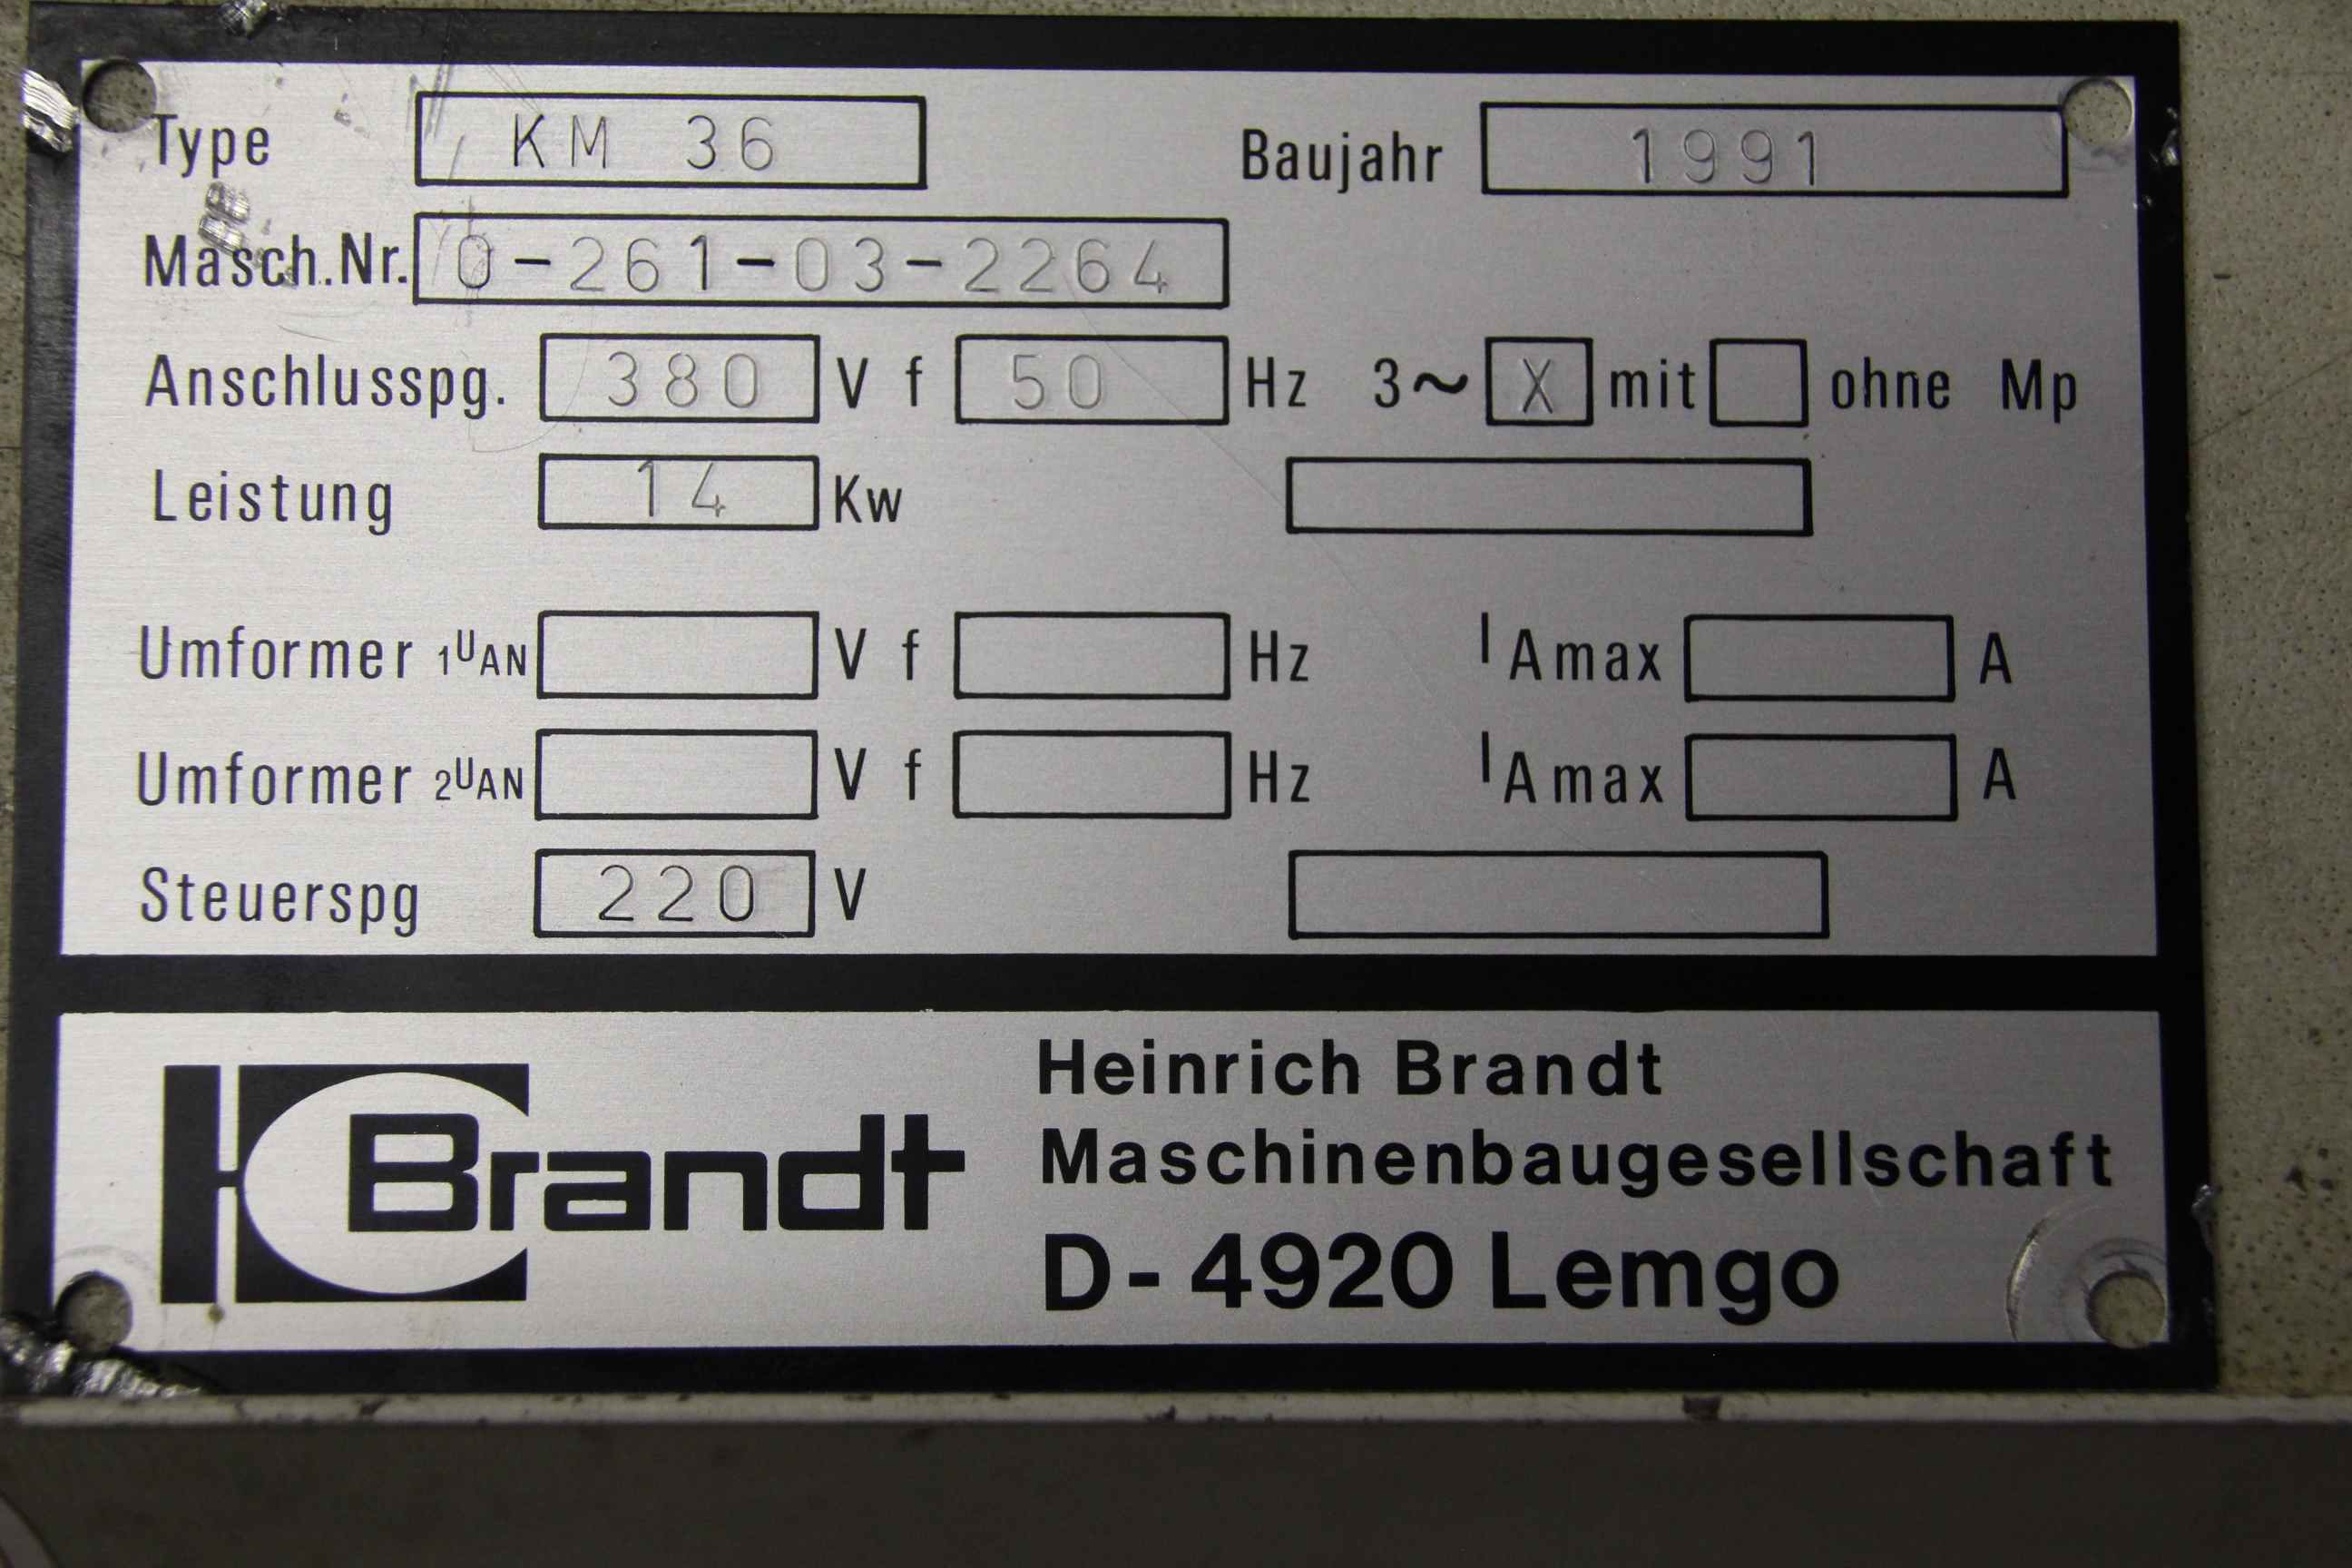 Type KM 36 Baujahr 1991
Masch.Nr. 0-261-03-2264
Anschlusspg. 380 V f 50 Hz 3~ X mit ohne Mp
Leistung 14 Kw
Umformer 1UAN V f Hz IAmax A
Umformer 2UAN V f Hz IAmax A
Steuerspg 220 V
Brandt
Heinrich Brandt
Maschinenbaugesellschaft
D-4920 Lemgo